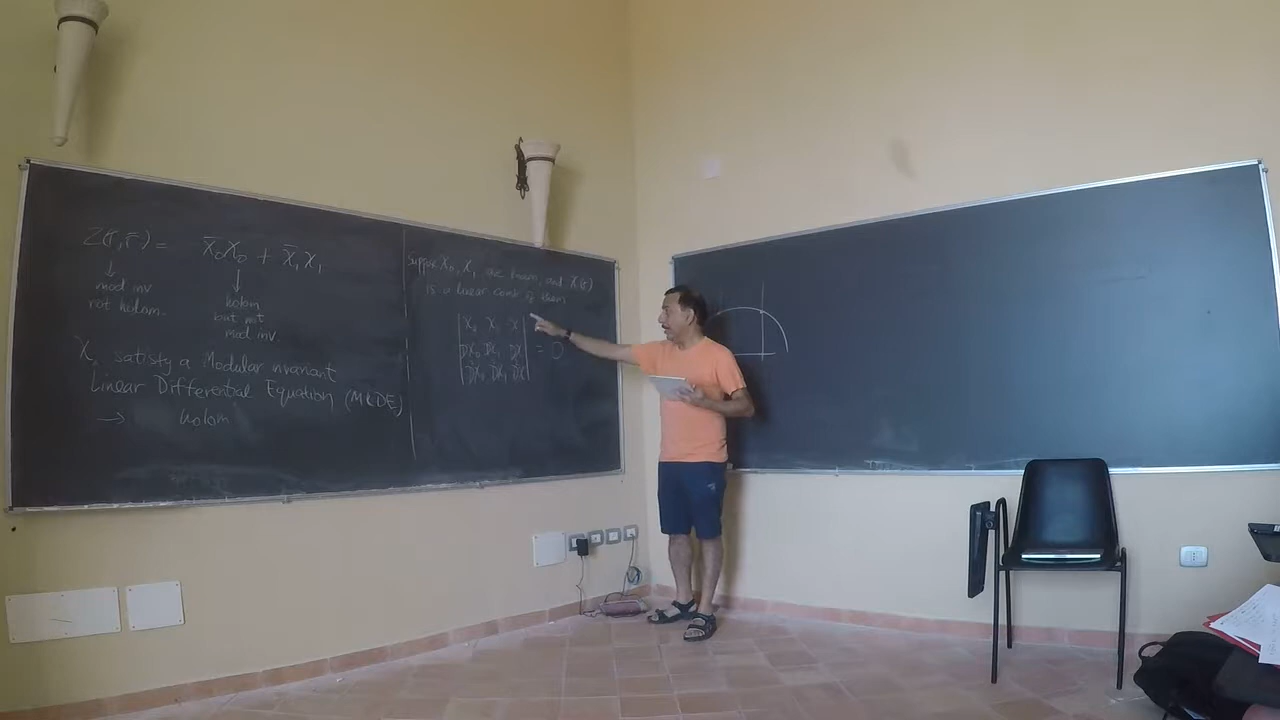 Z(τ, τ̄) = χ̄₀χ₀ + χ̄₁χ₁
↓ ↓
mod inv
not holom.
holom
but not
mod inv.
χᵢ satisfy a Modular invariant
Linear Differential Equation (MLDE)
→ holom
Suppose χ₀, χ₁ are known, and χ(τ)
is a linear comb of them
| χ₀ χ₁ χ |
| Dχ₀ Dχ₁ Dχ | = 0
| D²χ₀ D²χ₁ D²χ |